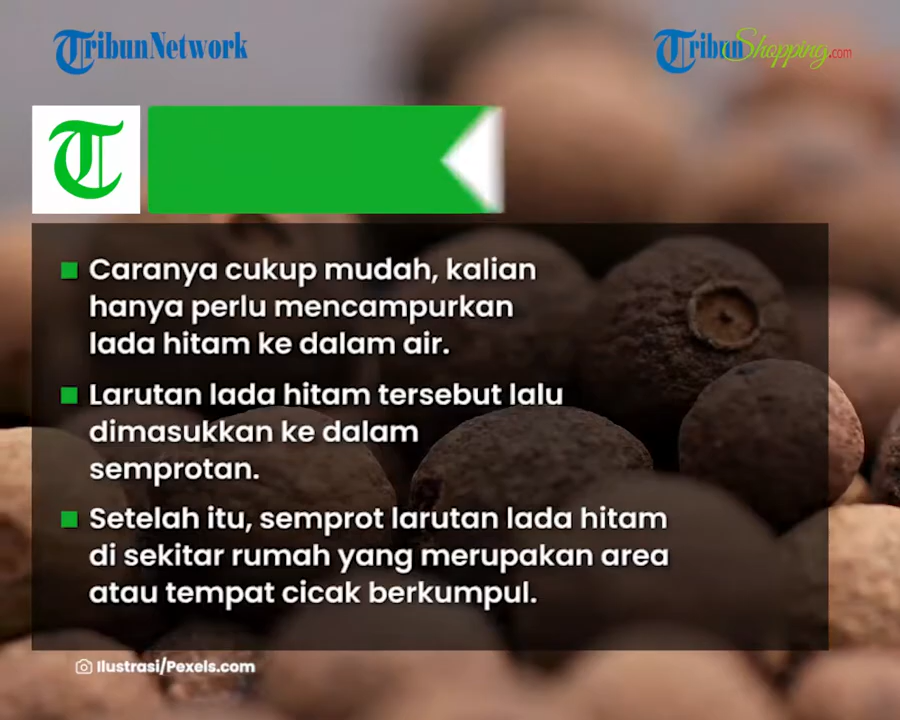 TribunNetwork
TribunShopping.com
T
Caranya cukup mudah, kalian
hanya perlu mencampurkan
lada hitam ke dalam air.
Larutan lada hitam tersebut lalu
dimasukkan ke dalam
semprotan.
Setelah itu, semprot larutan lada hitam
di sekitar rumah yang merupakan area
atau tempat cicak berkumpul.
Ilustrasi/Pexels.com